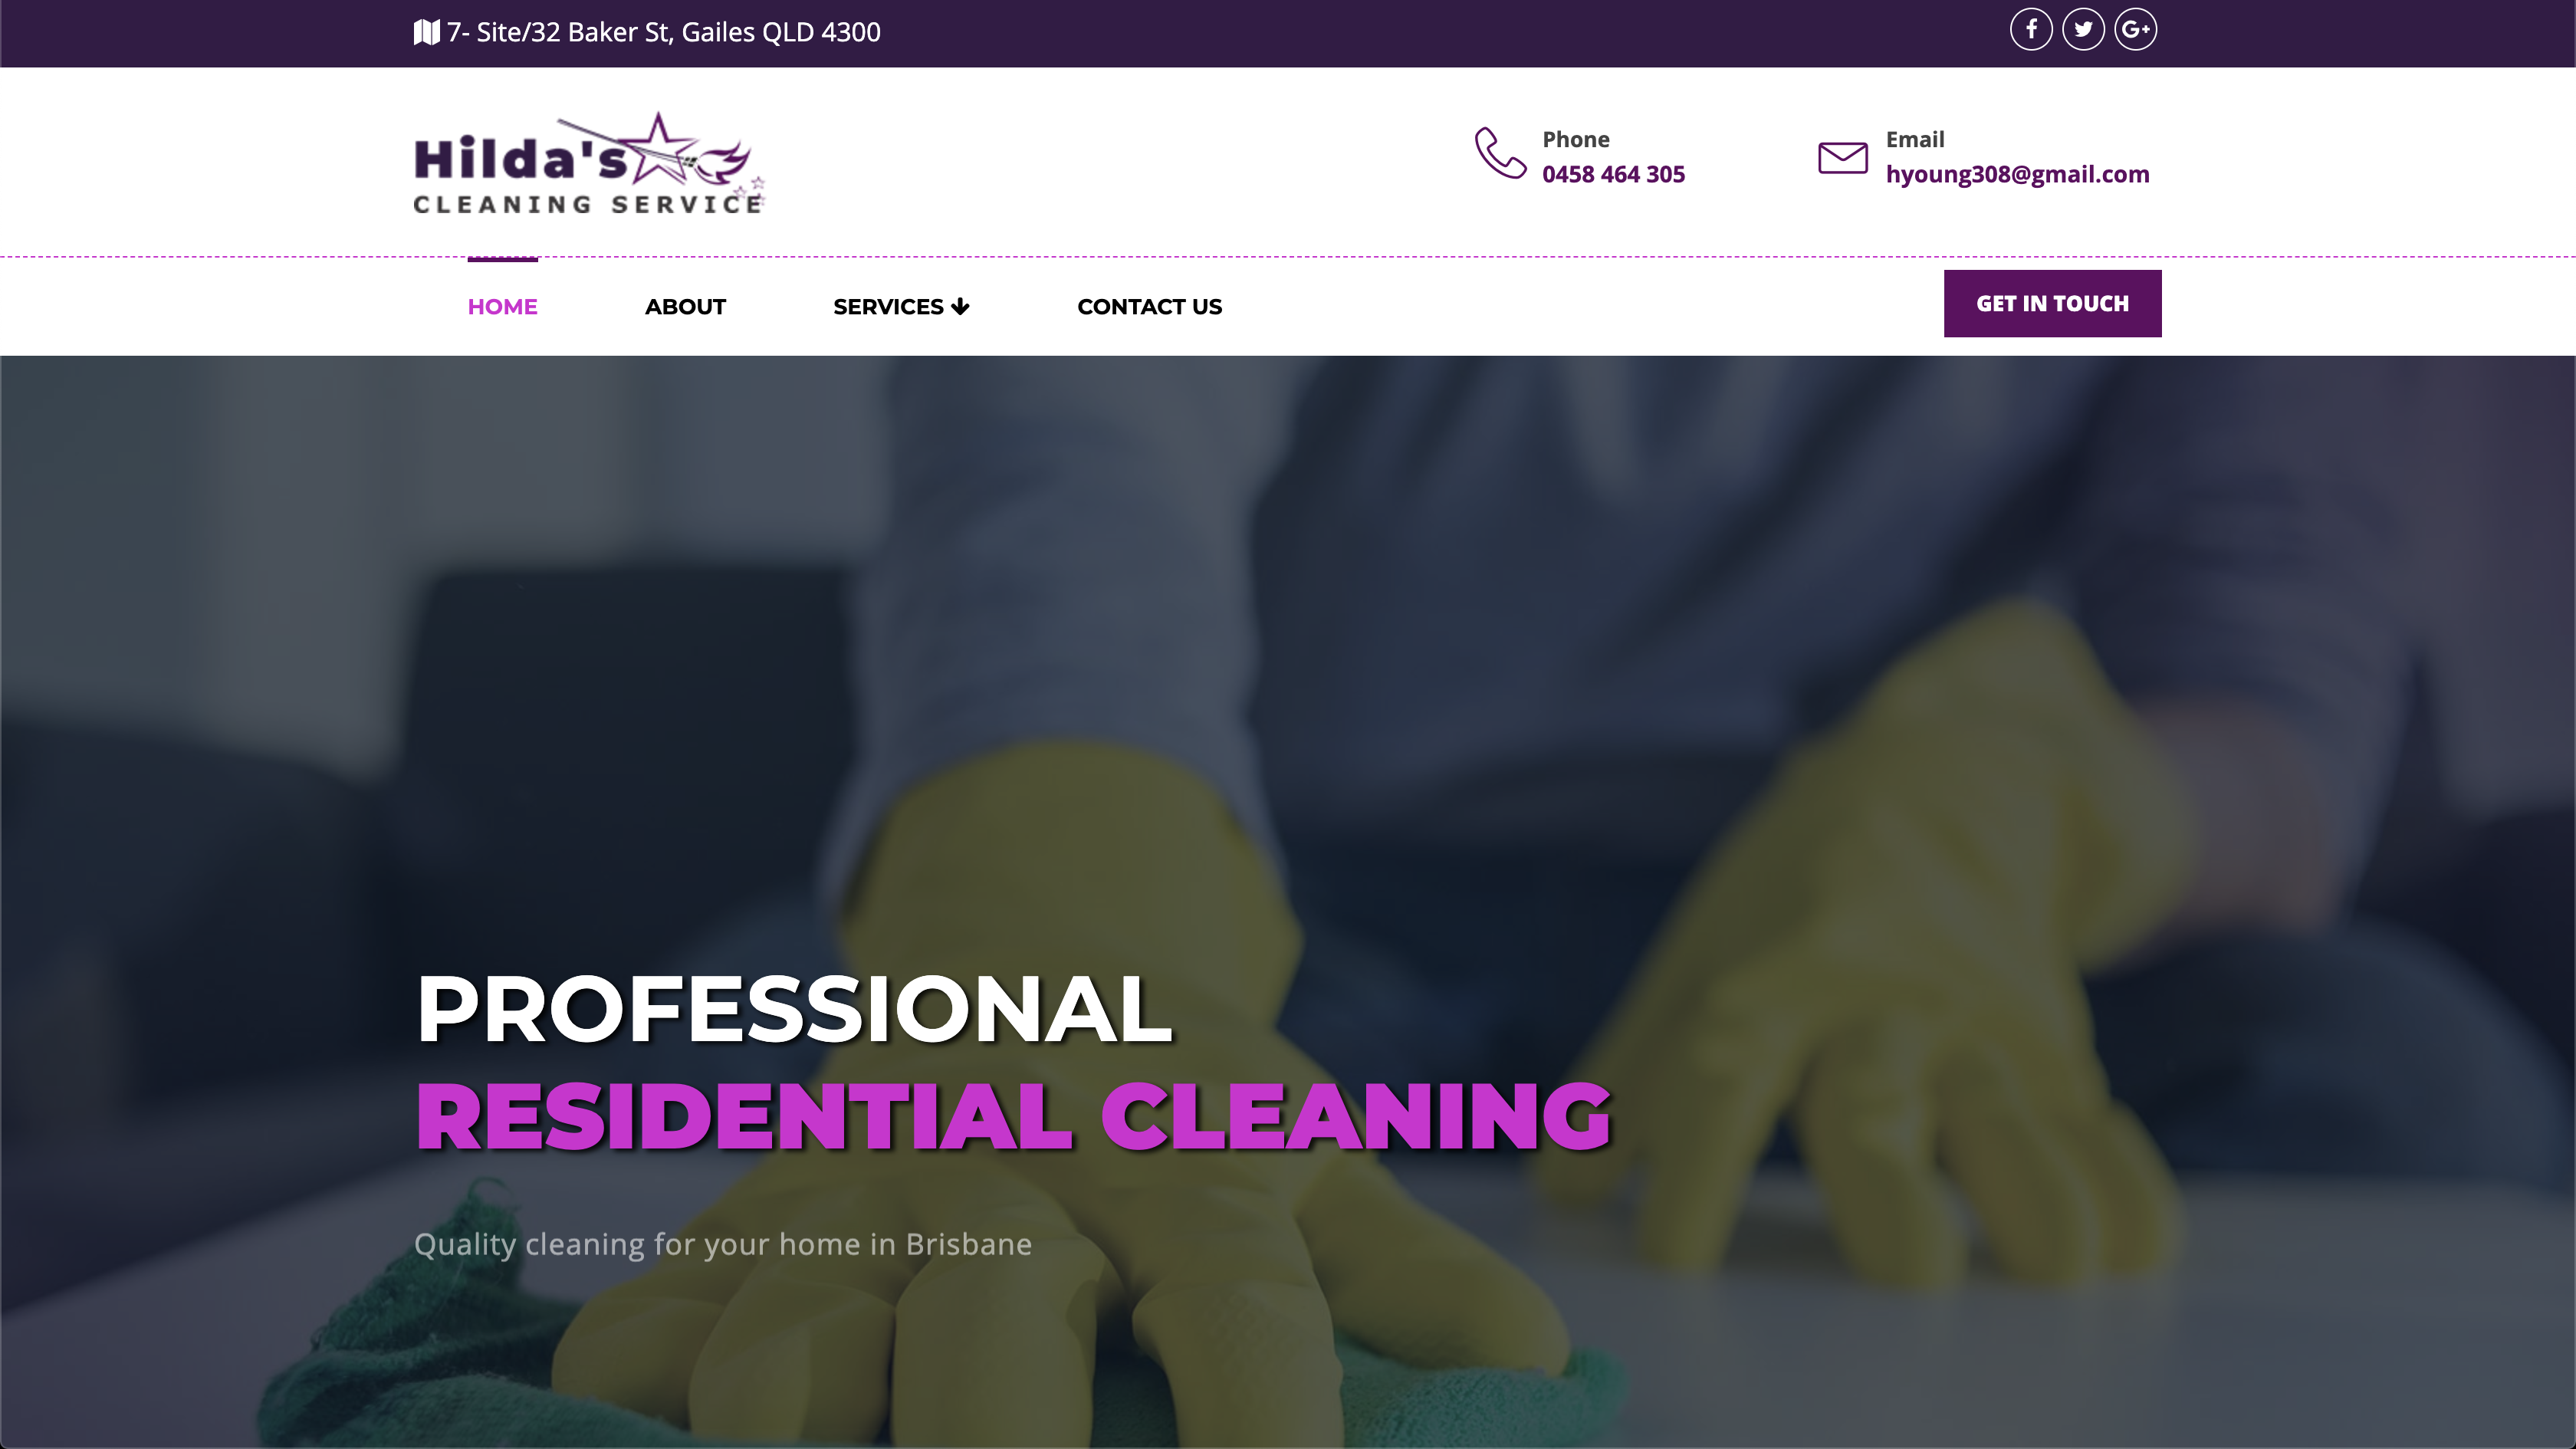 7- Site/32 Baker St, Gailes QLD 4300
Hilda's
CLEANING SERVICE
Phone
0458 464 305
Email
hyoung308@gmail.com
HOME
ABOUT
SERVICES
CONTACT US
GET IN TOUCH
PROFESSIONAL
RESIDENTIAL CLEANING
Quality cleaning for your home in Brisbane